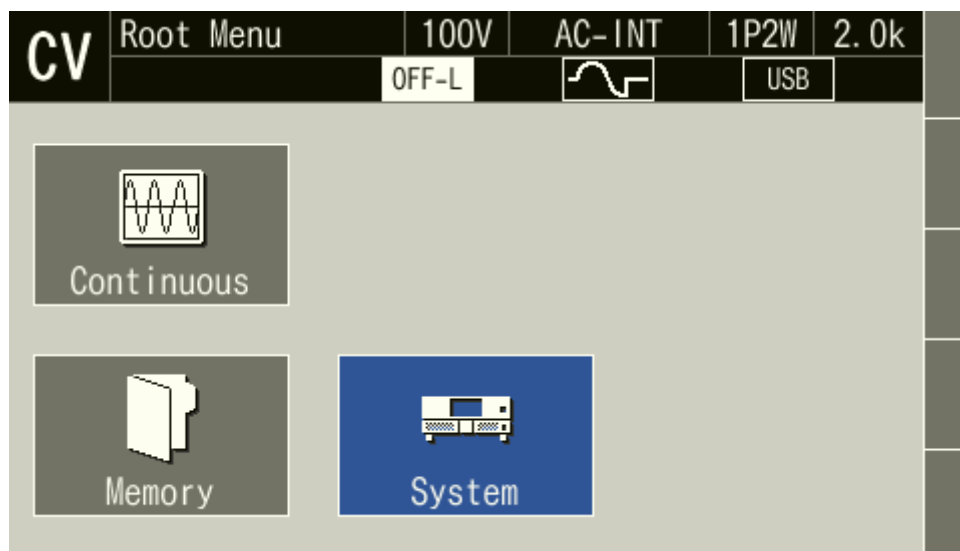 CV Root Menu 100V AC-INT 1P2W 2.0k
OFF-L USB
Continuous
Memory System